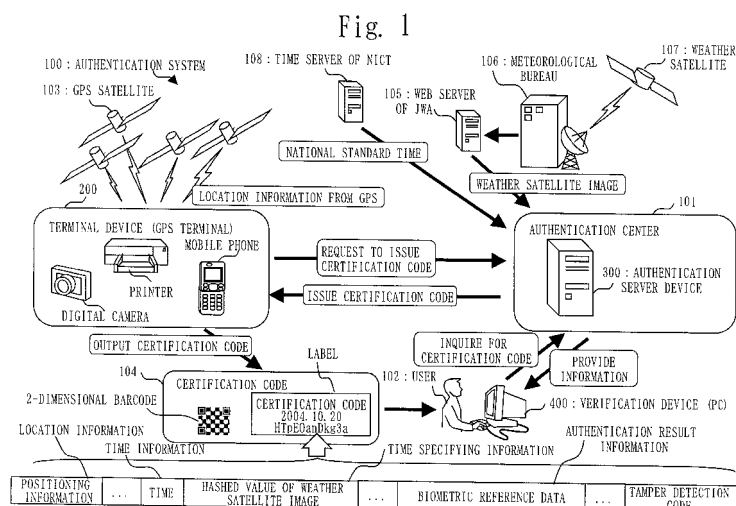 Fig. 1
100 : AUTHENTICATION SYSTEM
103 : GPS SATELLITE
108 : TIME SERVER OF NICT
105 : WEB SERVER
OF JWA
106 : METEOROLOGICAL
BUREAU
107 : WEATHER
SATELLITE
NATIONAL STANDARD TIME
WEATHER SATELLITE IMAGE
200
LOCATION INFORMATION FROM GPS
101
TERMINAL DEVICE (GPS TERMINAL)
MOBILE PHONE
PRINTER
DIGITAL CAMERA
REQUEST TO ISSUE
CERTIFICATION CODE
ISSUE CERTIFICATION CODE
AUTHENTICATION CENTER
300 : AUTHENTICATION
SERVER DEVICE
OUTPUT CERTIFICATION CODE
INQUIRE FOR
CERTIFICATION CODE
PROVIDE
INFORMATION
104
LABEL
CERTIFICATION CODE
2-DIMENSIONAL BARCODE
CERTIFICATION CODE
2004.10.20
HTpEOanDkg3a
102 : USER
400 : VERIFICATION DEVICE (PC)
LOCATION INFORMATION
TIME INFORMATION
TIME SPECIFYING INFORMATION
AUTHENTICATION RESULT
INFORMATION
POSITIONING
INFORMATION
...
TIME
HASHED VALUE OF WEATHER
SATELLITE IMAGE
...
BIOMETRIC REFERENCE DATA
...
TAMPER DETECTION
CODE